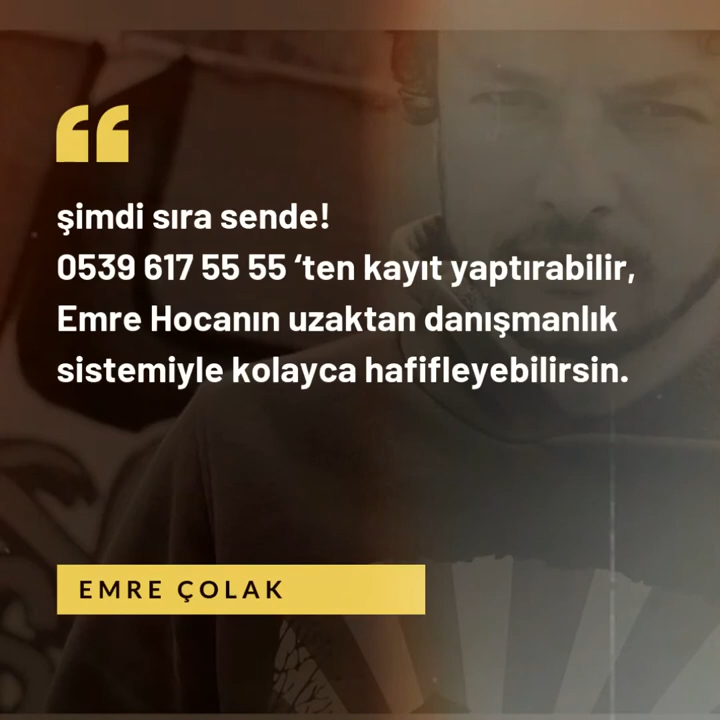 şimdi sıra sende!
0539 617 55 55 ‘ten kayıt yaptırabilir,
Emre Hocanın uzaktan danışmanlık
sistemiyle kolayca hafifleyebilirsin.
EMRE ÇOLAK